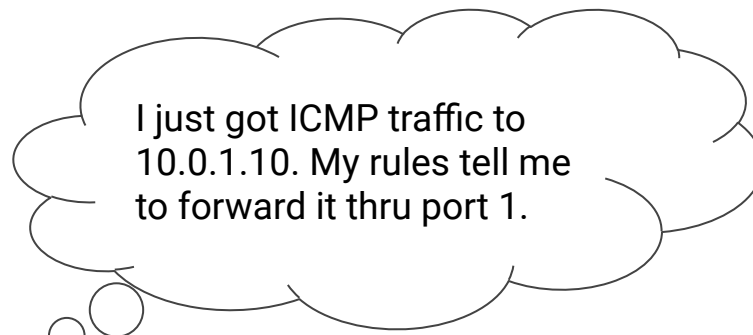 I just got ICMP traffic to
10.0.1.10. My rules tell me
to forward it thru port 1.